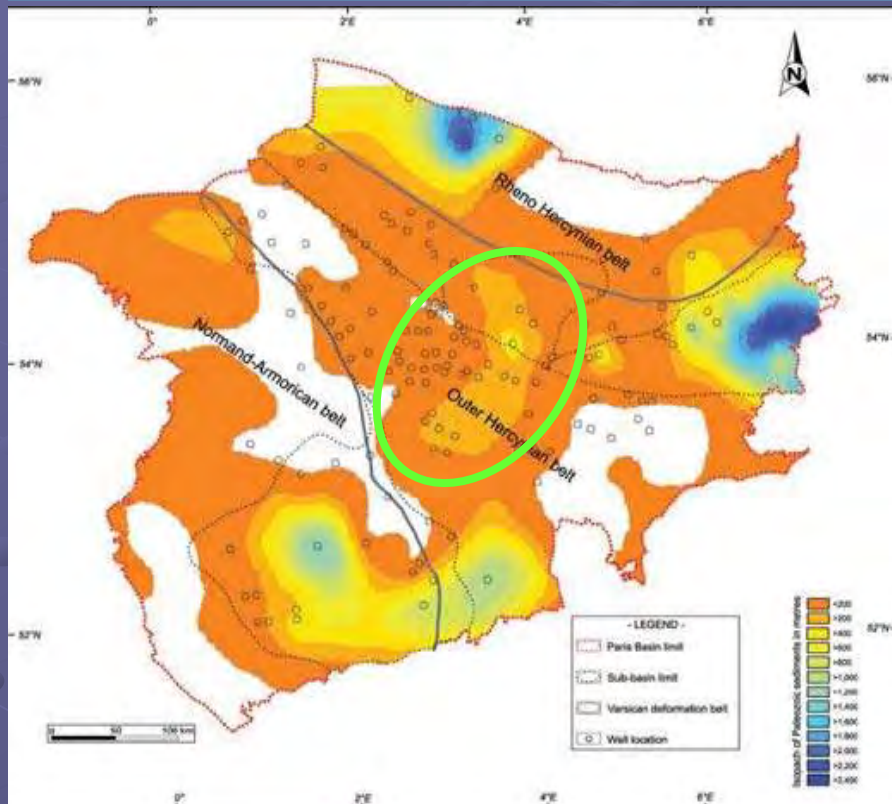 0°
2°E
4°E
6°E
56°N
56°N
N
Rheno Hercynian belt
Normand-Armorican belt
Outer Hercynian belt
54°N
54°N
52°N
52°N
- LEGEND -
Paris Basin limit
Sub-basin limit
Varsican deformation belt
Well location
Isopach of Paleozoic sediments in metres
<200
>200
>400
>600
>800
>1,000
>1,200
>1,400
>1,600
>1,800
>2,000
>2,200
>2,400
0 50 100 km
0°
2°E
4°E
6°E